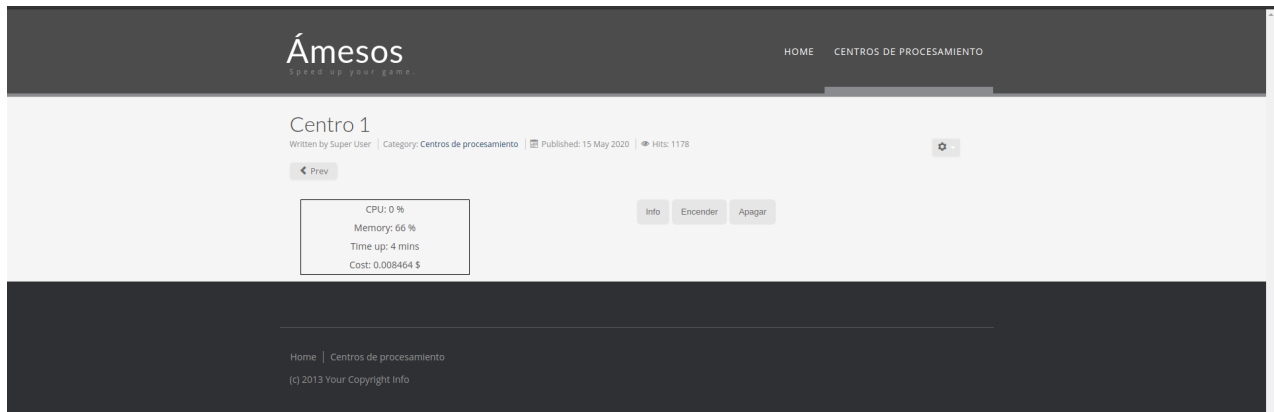 Ámesos
Speed up your game.
HOME CENTROS DE PROCESAMIENTO
Centro 1
Written by Super User | Category: Centros de procesamiento | Published: 15 May 2020 | Hits: 1178
Prev
CPU: 0 %
Memory: 66 %
Time up: 4 mins
Cost: 0.008464 $
Info Encender Apagar
Home | Centros de procesamiento
(c) 2013 Your Copyright Info